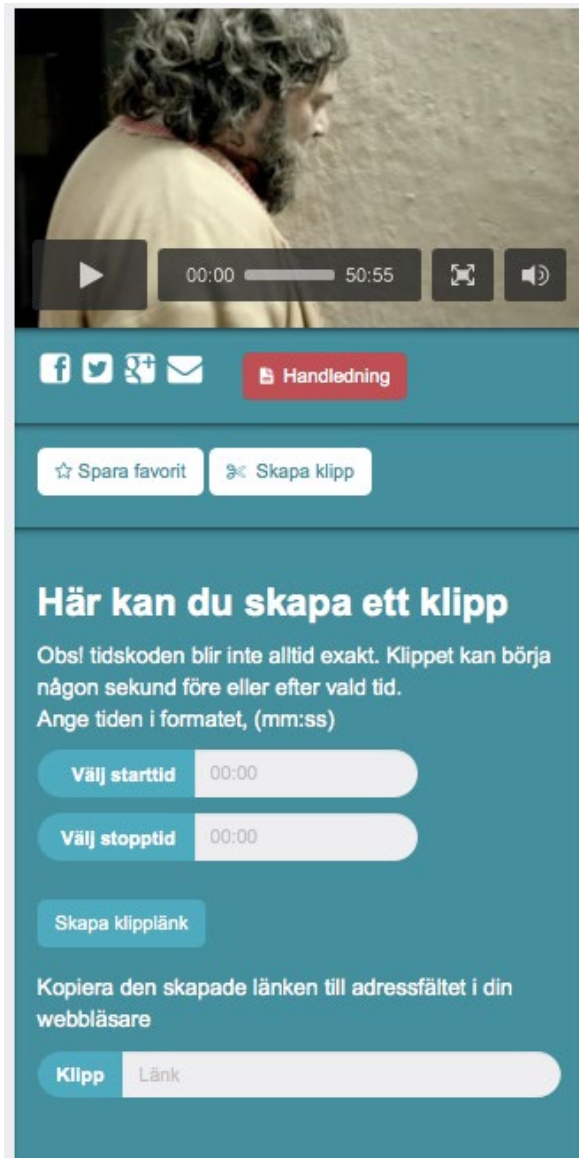 00:00 50:55
Handledning
Spara favorit Skapa klipp
Här kan du skapa ett klipp
Obs! tidskoden blir inte alltid exakt. Klippet kan börja
någon sekund före eller efter vald tid.
Ange tiden i formatet, (mm:ss)
Välj starttid 00:00
Välj stopptid 00:00
Skapa klipplänk
Kopiera den skapade länken till adressfältet i din
webbläsare
Klipp Länk